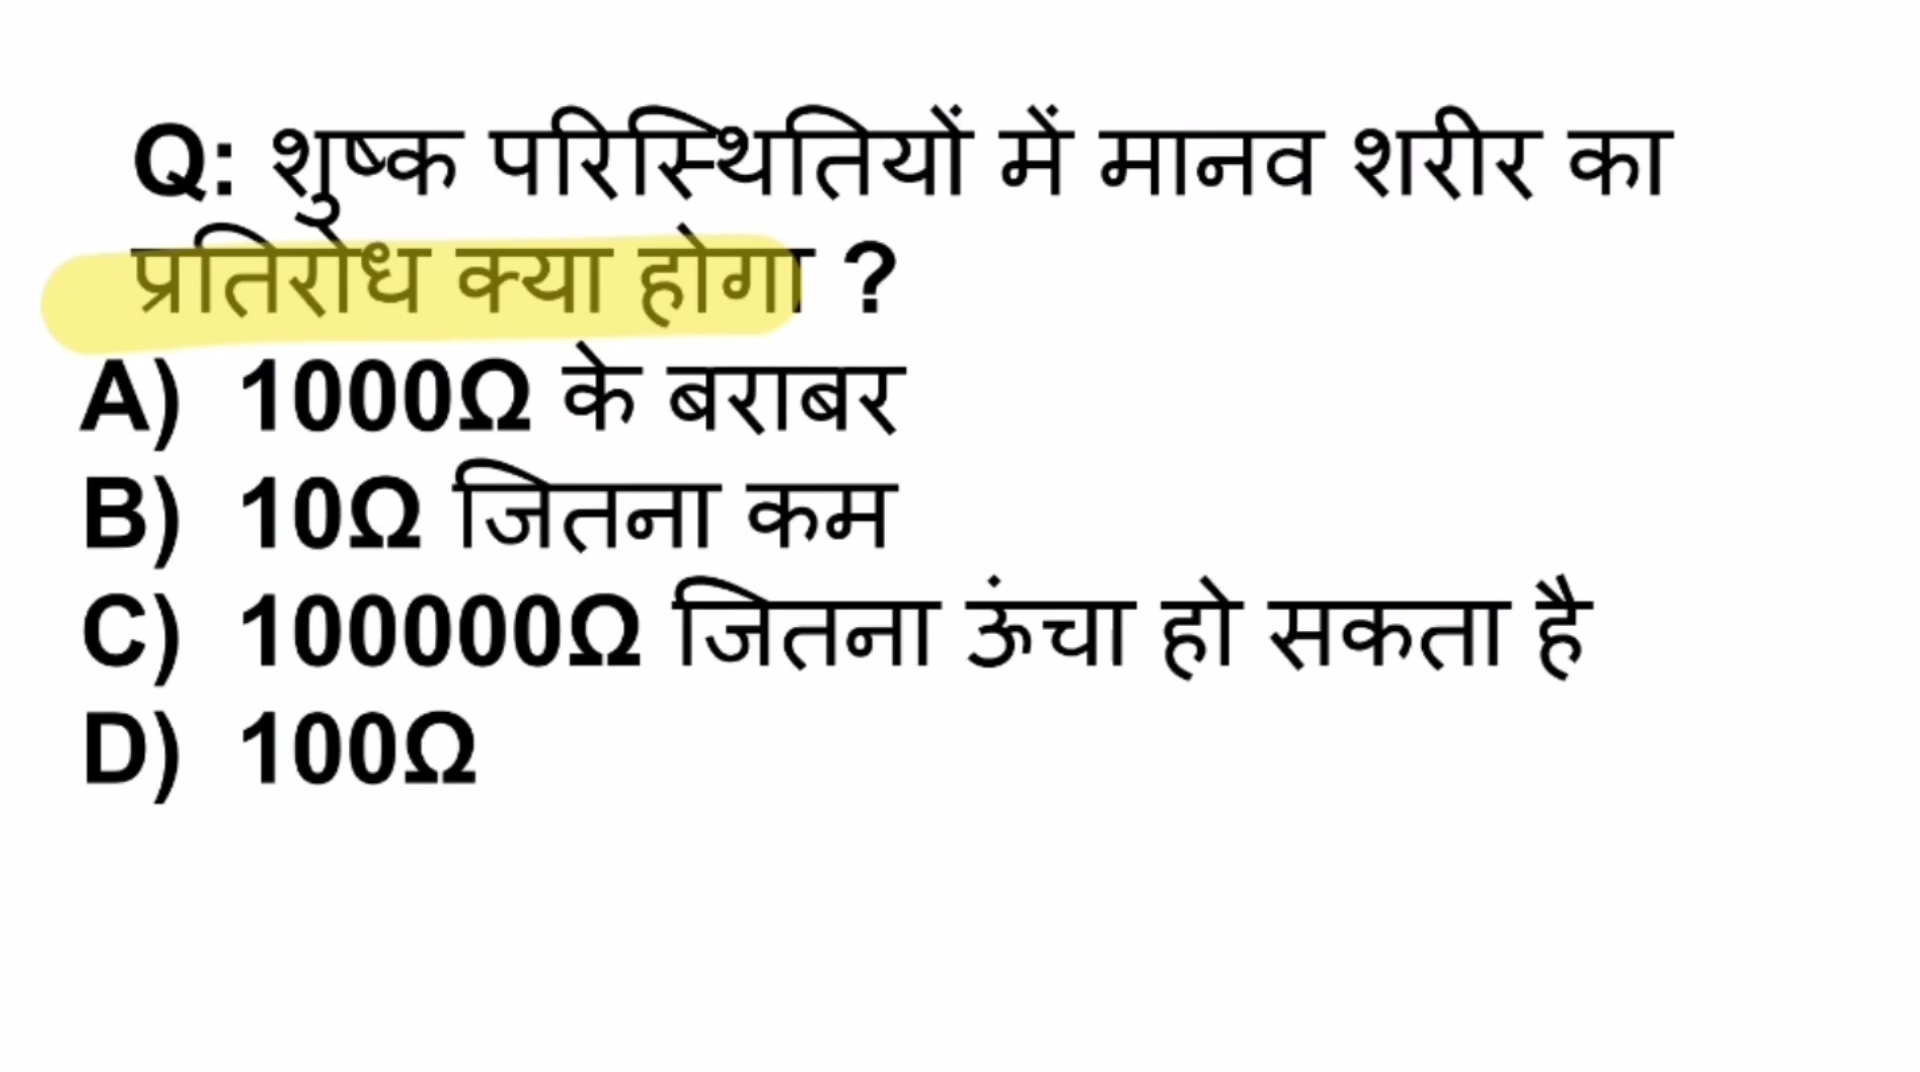 Q: शुष्क परिस्थितियों में मानव शरीर का
प्रतिरोध क्या होगा ?
A) 1000Ω के बराबर
B) 10Ω जितना कम
C) 100000Ω जितना ऊंचा हो सकता है
D) 100Ω